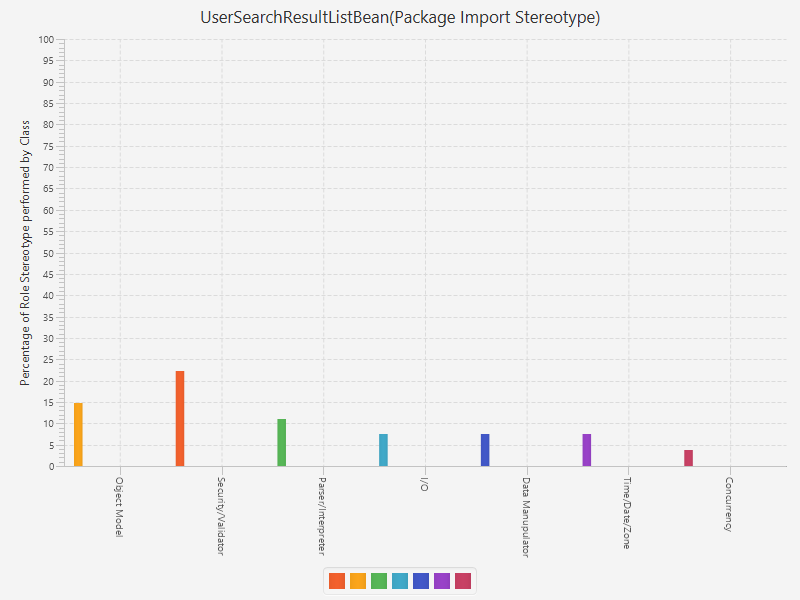 UserSearchResultListBean(Package Import Stereotype)
Percentage of Role Stereotype performed by Class
100
95
90
85
80
75
70
65
60
55
50
45
40
35
30
25
20
15
10
5
0
Object Model
Security/Validator
Parser/Interpreter
I/O
Data Manupulator
Time/Date/Zone
Concurrency